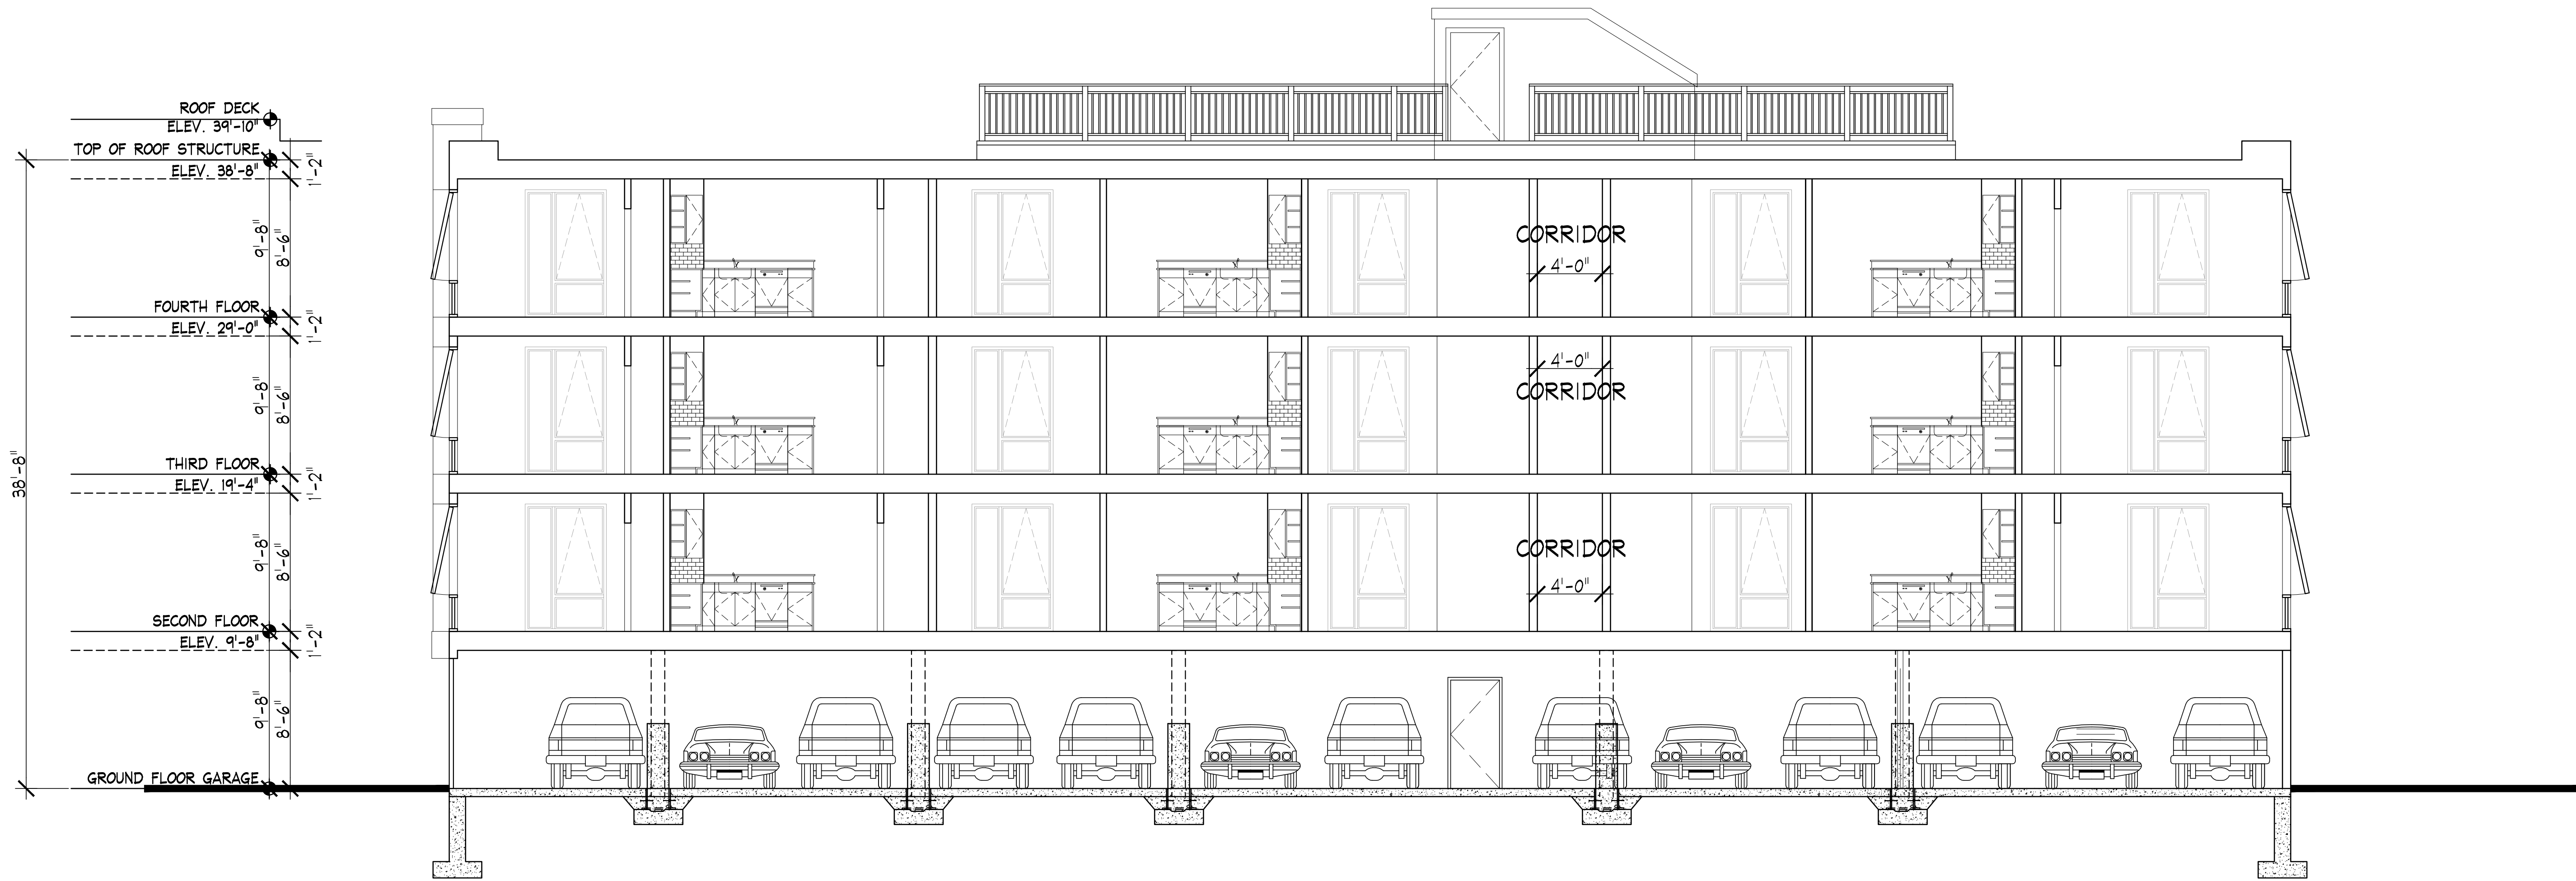 ROOF DECK
ELEV. 39'-10"
TOP OF ROOF STRUCTURE
ELEV. 38'-8"
1'-2"
9'-8"
8'-6"
CORRIDOR
4'-0"
FOURTH FLOOR
ELEV. 29'-0"
1'-2"
9'-8"
8'-6"
4'-0"
CORRIDOR
38'-8"
THIRD FLOOR
ELEV. 19'-4"
1'-2"
9'-8"
8'-6"
CORRIDOR
4'-0"
SECOND FLOOR
ELEV. 9'-8"
1'-2"
9'-8"
8'-6"
GROUND FLOOR GARAGE